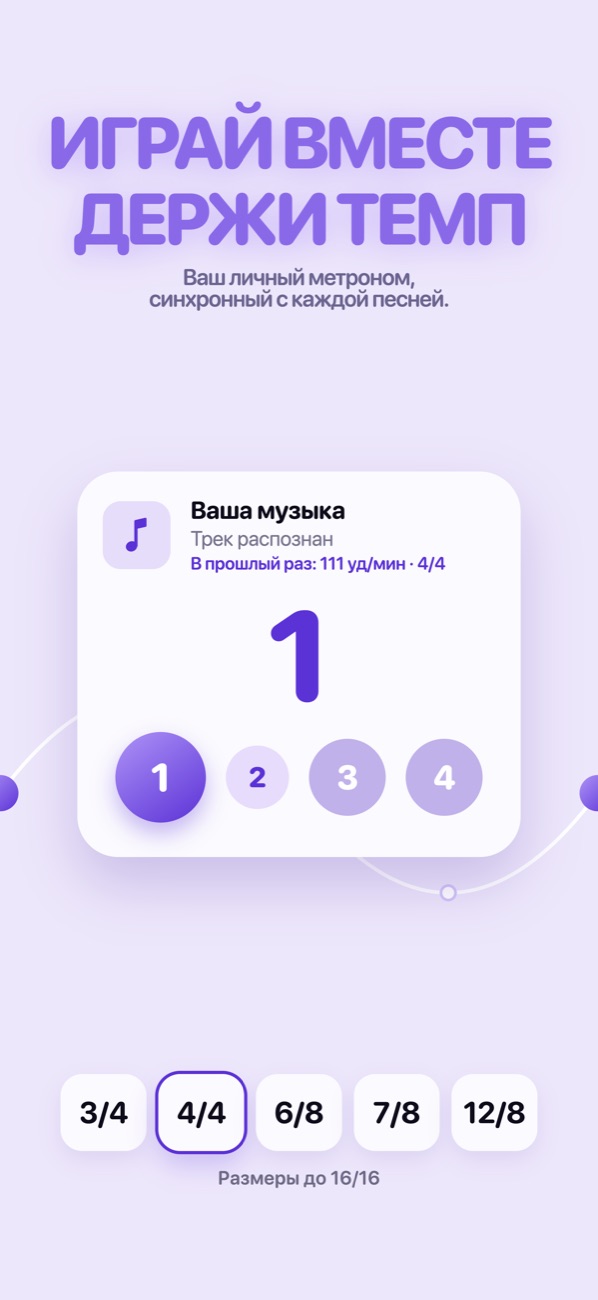 ИГРАЙ ВМЕСТЕ
ДЕРЖИ ТЕМП
Ваш личный метроном,
синхронный с каждой песней.
Ваша музыка
Трек распознан
В прошлый раз: 111 уд/мин · 4/4
1
1 2 3 4
3/4 4/4 6/8 7/8 12/8
Размеры до 16/16